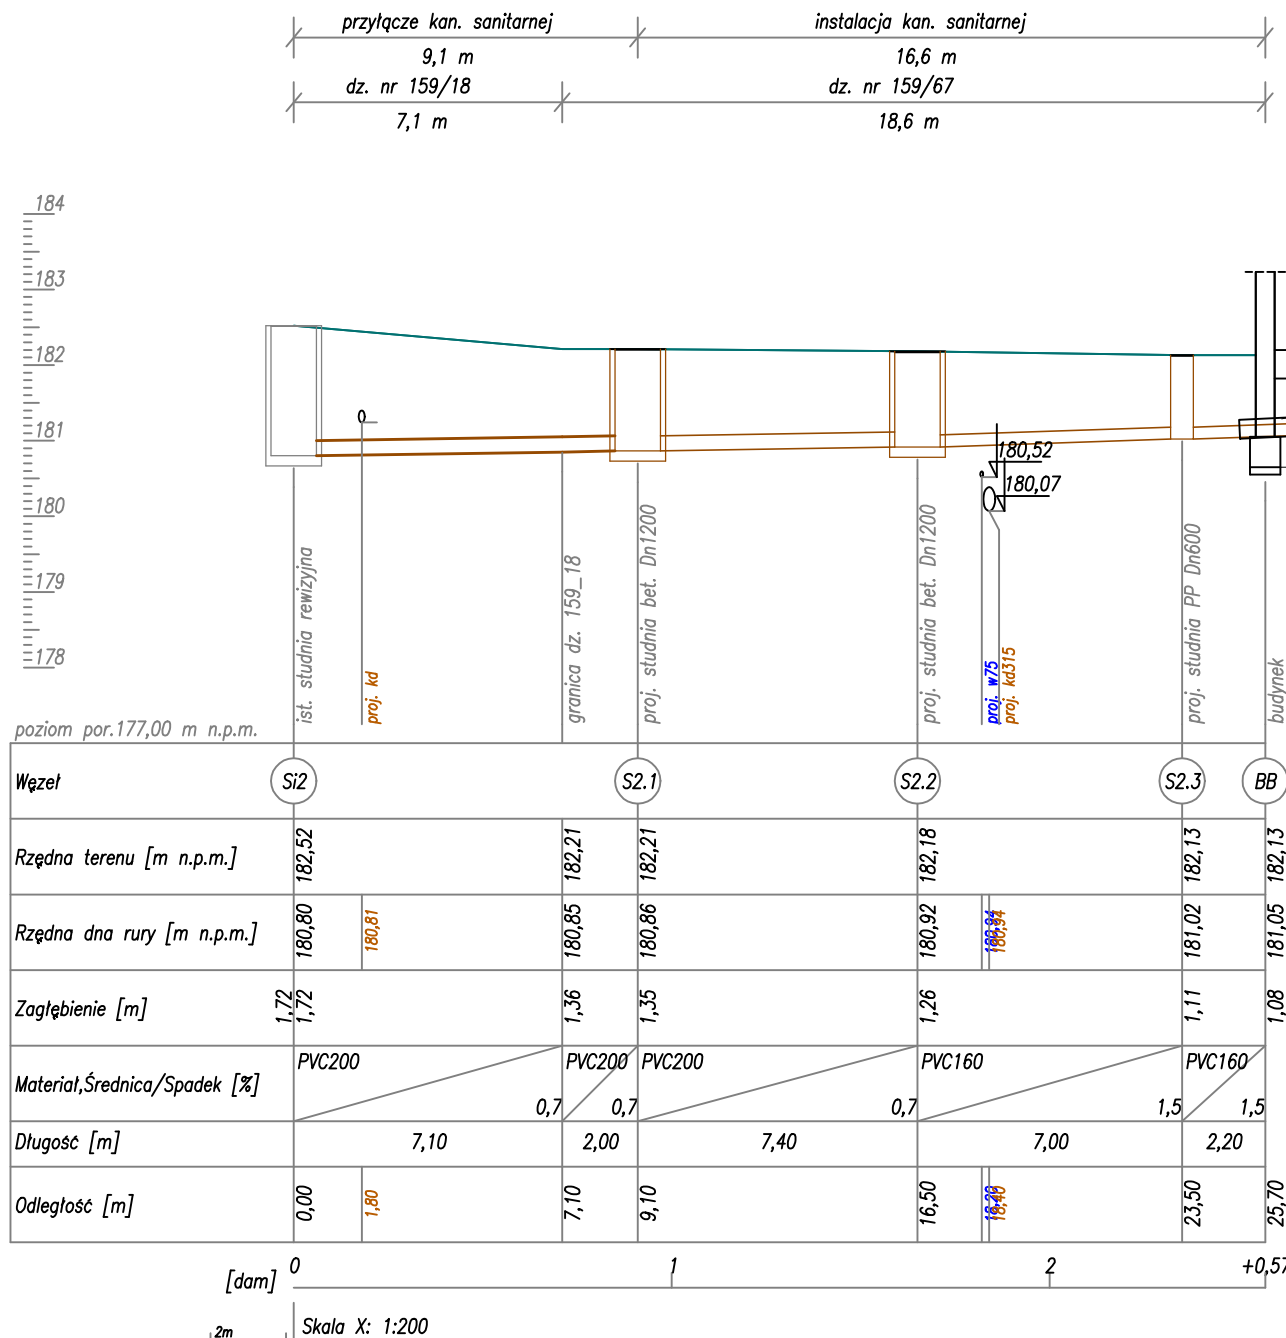 przyłącze kan. sanitarnej
instalacja kan. sanitarnej
9,1 m
16,6 m
dz. nr 159/18
dz. nr 159/67
7,1 m
18,6 m
184
183
182
181
180
179
178
180,52
180,07
ist. studnia rewizyjna
proj. kd
granica dz. 159_18
proj. studnia bet. Dn1200
proj. studnia bet. Dn1200
proj. w75
proj. kd315
proj. studnia PP Dn600
budynek
poziom por.177,00 m n.p.m.
Węzeł
Si2
S2.1
S2.2
S2.3
BB
Rzędna terenu [m n.p.m.]
182,52
182,21
182,21
182,18
182,13
182,13
Rzędna dna rury [m n.p.m.]
180,80
180,81
180,85
180,86
180,92
180,94
180,94
181,02
181,05
Zagłębienie [m]
1,72
1,72
1,36
1,35
1,26
1,11
1,08
Materiał,Średnica/Spadek [%]
PVC200
0,7
PVC200
0,7
PVC200
0,7
PVC160
1,5
PVC160
1,5
Długość [m]
7,10
2,00
7,40
7,00
2,20
Odległość [m]
0,00
1,80
7,10
9,10
16,50
18,40
23,50
25,70
[dam]
0
1
2
+0,57
2m
Skala X: 1:200